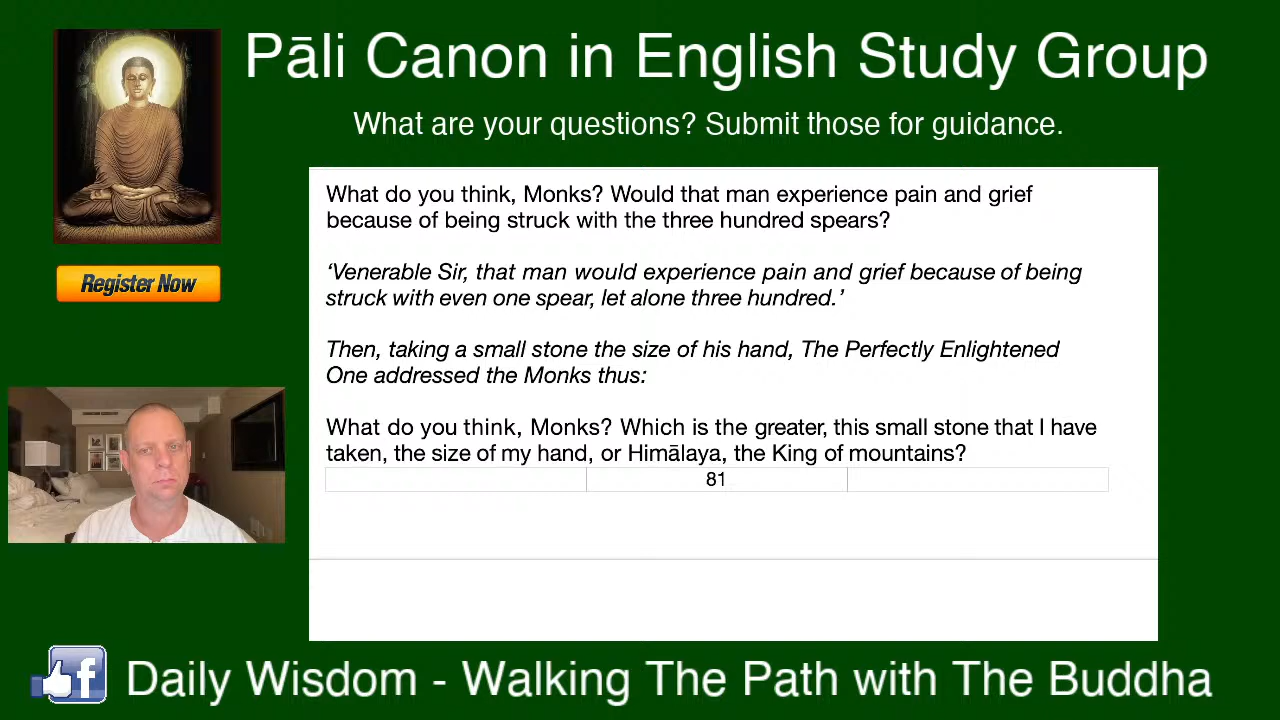 Pāli Canon in English Study Group
What are your questions? Submit those for guidance.
Register Now
What do you think, Monks? Would that man experience pain and grief
because of being struck with the three hundred spears?
‘Venerable Sir, that man would experience pain and grief because of being
struck with even one spear, let alone three hundred.’
Then, taking a small stone the size of his hand, The Perfectly Enlightened
One addressed the Monks thus:
What do you think, Monks? Which is the greater, this small stone that I have
taken, the size of my hand, or Himālaya, the King of mountains?
81
f
Daily Wisdom - Walking The Path with The Buddha